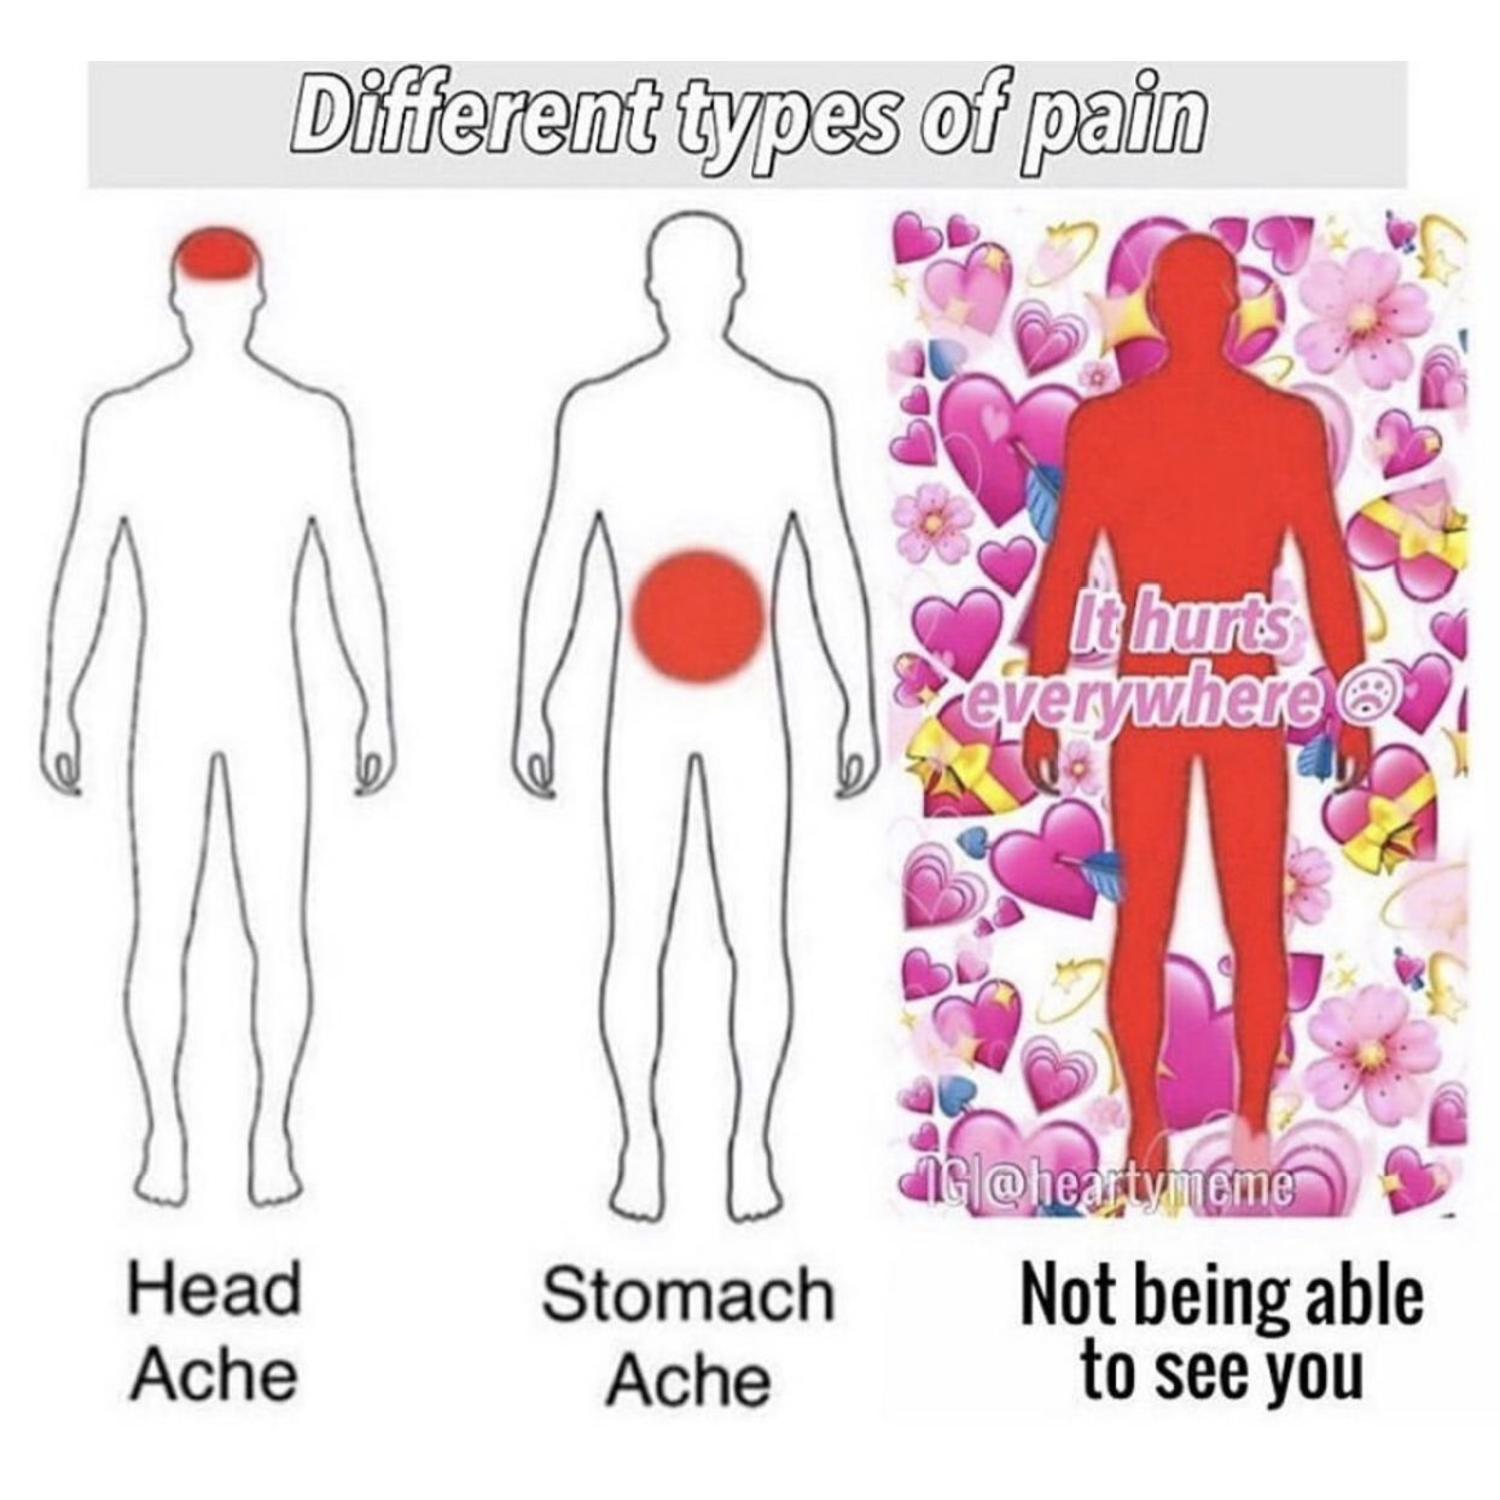 Different types of pain
It hurts
everywhere ☹
IG|@heartymeme
Head
Ache
Stomach
Ache
Not being able
to see you